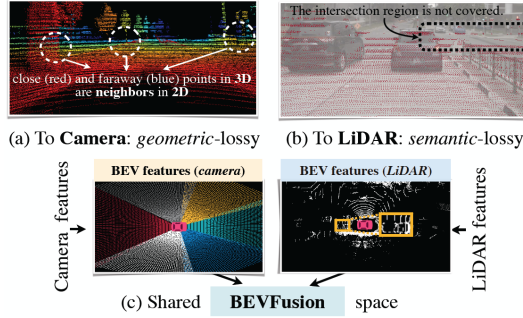 close (red) and faraway (blue) points in 3D
are neighbors in 2D
The intersection region is not covered.
(a) To Camera: geometric-lossy
(b) To LiDAR: semantic-lossy
Camera features
BEV features (camera)
BEV features (LiDAR)
LiDAR features
(c) Shared BEVFusion space